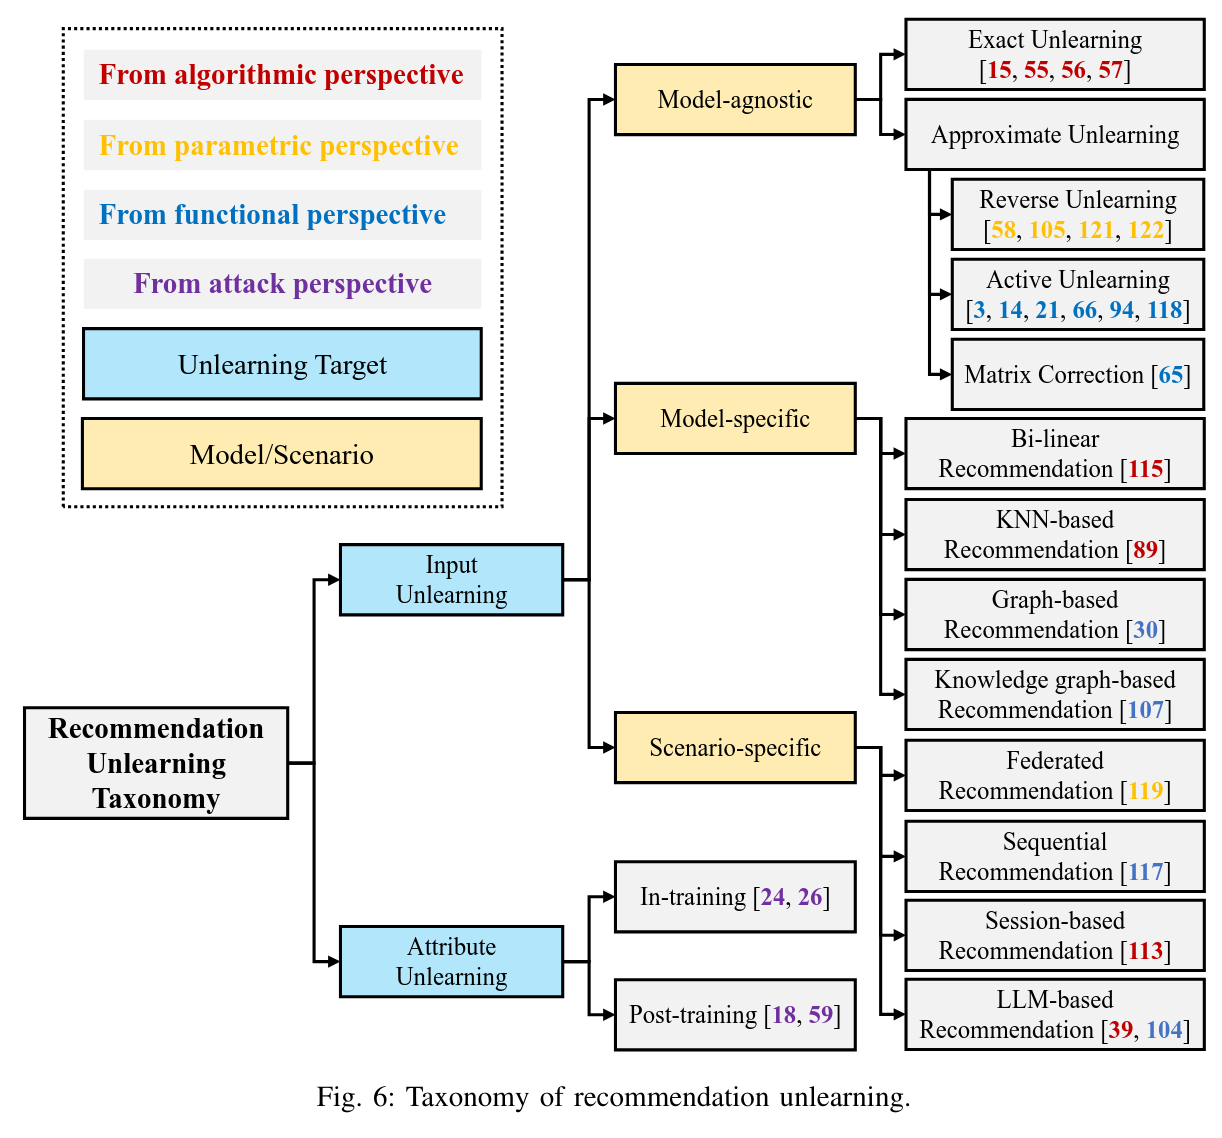 From algorithmic perspective
From parametric perspective
From functional perspective
From attack perspective
Unlearning Target
Model/Scenario
Recommendation
Unlearning
Taxonomy
Input
Unlearning
Attribute
Unlearning
Model-agnostic
Model-specific
Scenario-specific
In-training [24, 26]
Post-training [18, 59]
Exact Unlearning
[15, 55, 56, 57]
Approximate Unlearning
Reverse Unlearning
[58, 105, 121, 122]
Active Unlearning
[3, 14, 21, 66, 94, 118]
Matrix Correction [65]
Bi-linear
Recommendation [115]
KNN-based
Recommendation [89]
Graph-based
Recommendation [30]
Knowledge graph-based
Recommendation [107]
Federated
Recommendation [119]
Sequential
Recommendation [117]
Session-based
Recommendation [113]
LLM-based
Recommendation [39, 104]
Fig. 6: Taxonomy of recommendation unlearning.